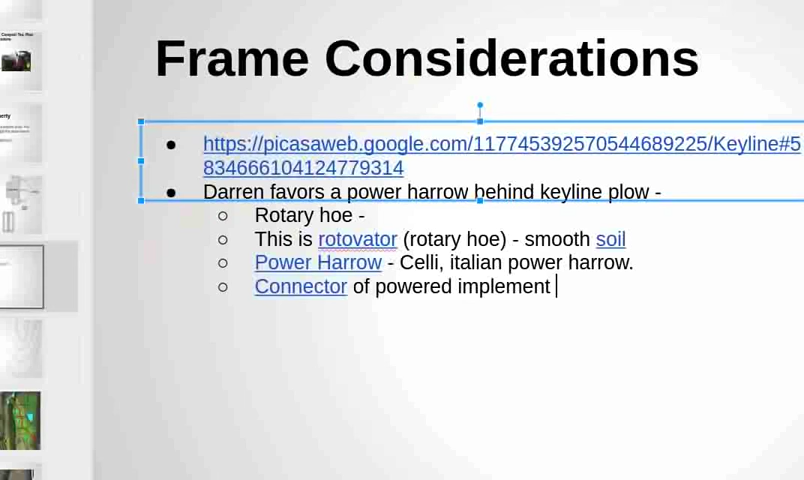 Frame Considerations
● https://picasaweb.google.com/117745392570544689225/Keyline#5
834666104124779314
● Darren favors a power harrow behind keyline plow -
○ Rotary hoe -
○ This is rotovator (rotary hoe) - smooth soil
○ Power Harrow - Celli, italian power harrow.
○ Connector of powered implement